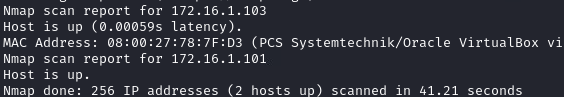 Nmap scan report for 172.16.1.103
Host is up (0.00059s latency).
MAC Address: 08:00:27:78:7F:D3 (PCS Systemtechnik/Oracle VirtualBox vi
Nmap scan report for 172.16.1.101
Host is up.
Nmap done: 256 IP addresses (2 hosts up) scanned in 41.21 seconds